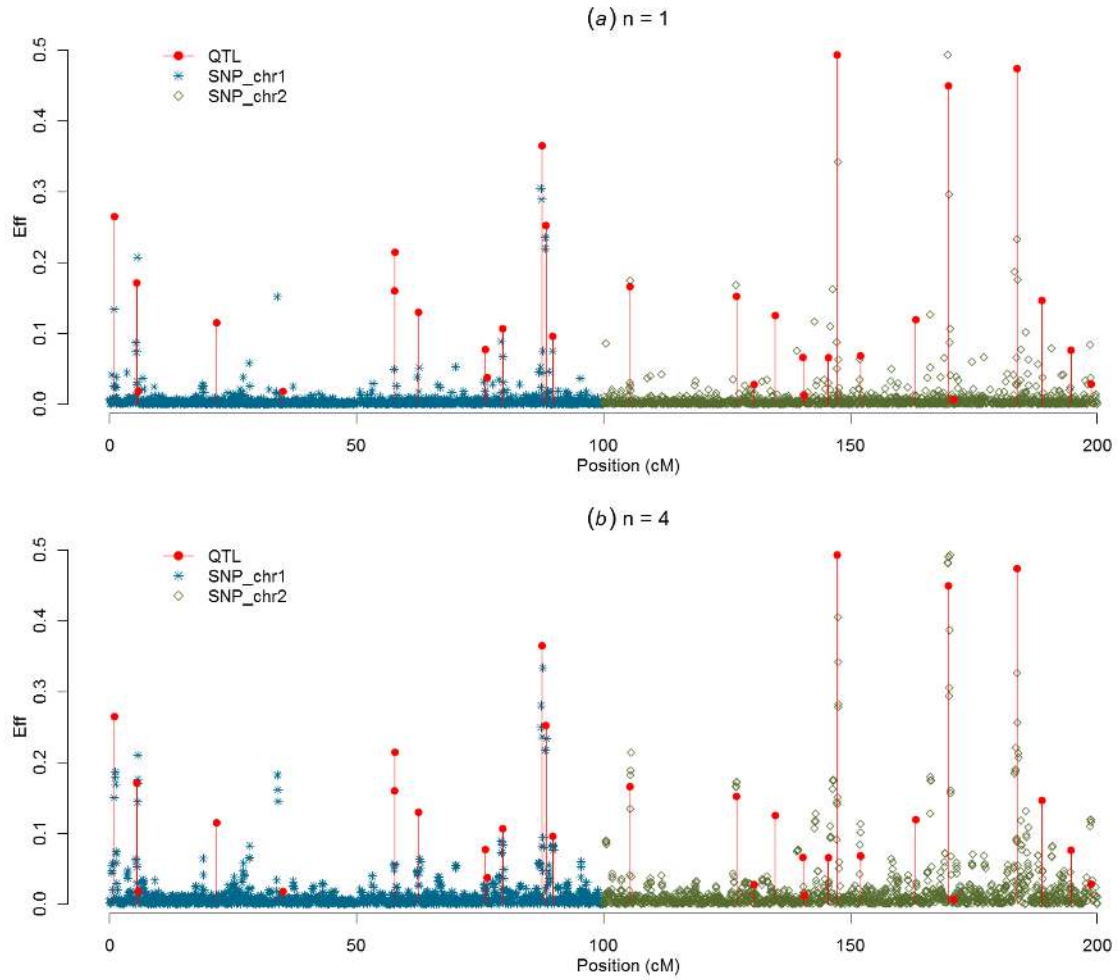 (a) n = 1
QTL
SNP_chr1
SNP_chr2
Eff
0.5
0.4
0.3
0.2
0.1
0.0
0 50 100 150 200
Position (cM)
(b) n = 4
QTL
SNP_chr1
SNP_chr2
Eff
0.5
0.4
0.3
0.2
0.1
0.0
0 50 100 150 200
Position (cM)